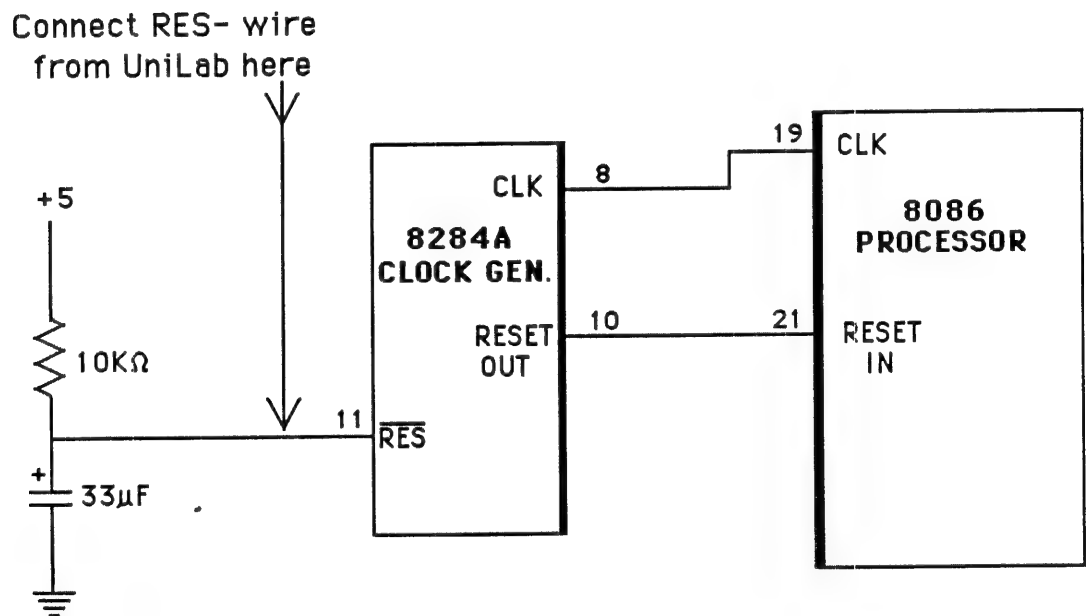 Connect RES- wire
from UniLab here
+5
10KΩ
+
33µF
11
RES
CLK
8284A
CLOCK GEN.
RESET
OUT
8
10
19
21
CLK
8086
PROCESSOR
RESET
IN